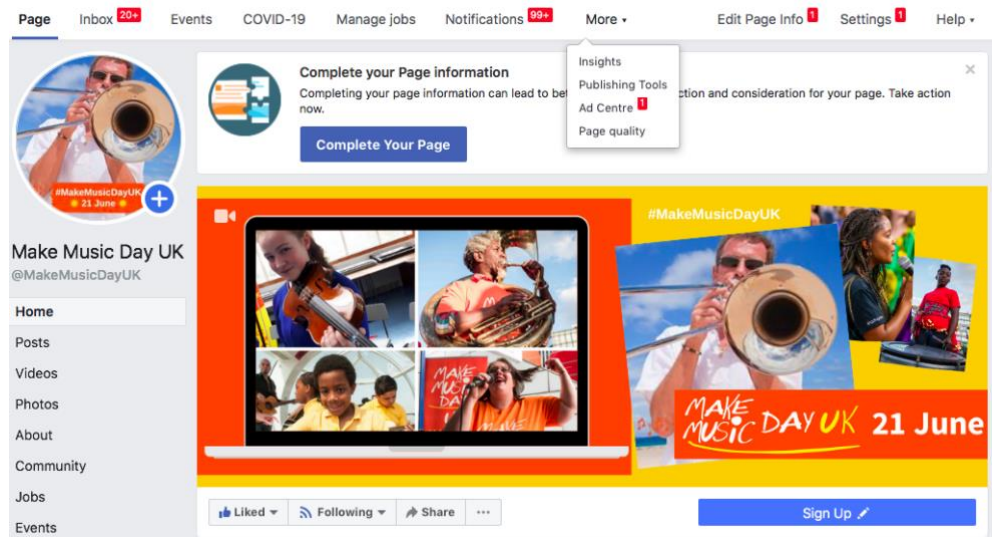 Page Inbox 20+ Events COVID-19 Manage jobs Notifications 99+ More Edit Page Info 1 Settings 1 Help
Insights
Publishing Tools
Ad Centre 1
Page quality
Complete your Page information
Completing your page information can lead to be ction and consideration for your page. Take action
now.
Complete Your Page
#MakeMusicDayUK
21 June
Make Music Day UK
@MakeMusicDayUK
Home
Posts
Videos
Photos
About
Community
Jobs
Events
#MakeMusicDayUK
MAKE
MUSIC
DAY
MAKE
MUSIC DAY UK 21 June
Liked Following Share ...
Sign Up